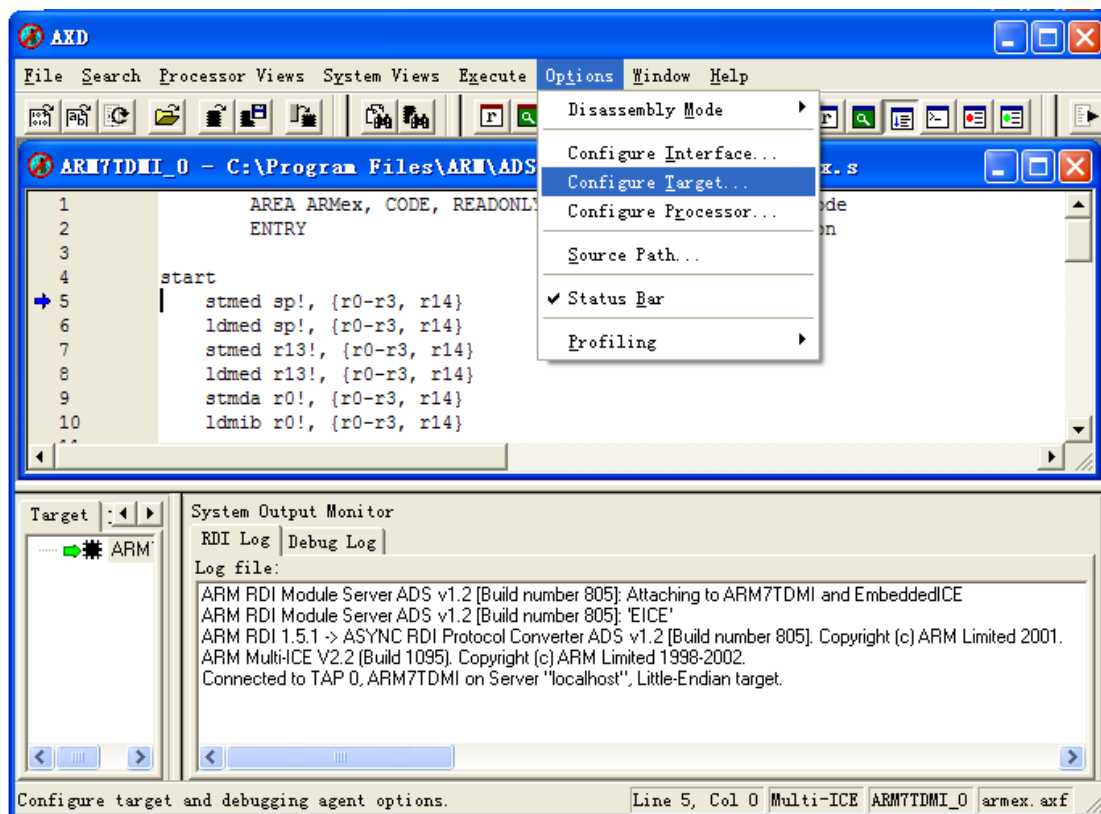 AXD
File Search Processor Views System Views Execute Options Window Help
Disassembly Mode
Configure Interface...
Configure Target...
Configure Processor...
Source Path...
Status Bar
Profiling
ARM7TDMI_0 - C:\Program Files\ARM\ADS x.s
1 AREA ARMex, CODE, READONLY de
2 ENTRY on
3
4 start
5 stmed sp!, {r0-r3, r14}
6 ldmed sp!, {r0-r3, r14}
7 stmed r13!, {r0-r3, r14}
8 ldmed r13!, {r0-r3, r14}
9 stmda r0!, {r0-r3, r14}
10 ldmib r0!, {r0-r3, r14}
Target
ARM
System Output Monitor
RDI Log Debug Log
Log file:
ARM RDI Module Server ADS v1.2 [Build number 805]: Attaching to ARM7TDMI and EmbeddedICE
ARM RDI Module Server ADS v1.2 [Build number 805]: 'EICE'
ARM RDI 1.5.1 -> ASYNC RDI Protocol Converter ADS v1.2 [Build number 805]. Copyright (c) ARM Limited 2001.
ARM Multi-ICE V2.2 (Build 1095). Copyright (c) ARM Limited 1998-2002.
Connected to TAP 0, ARM7TDMI on Server "localhost", Little-Endian target.
Configure target and debugging agent options. Line 5, Col 0 Multi-ICE ARM7TDMI_0 armex.axf